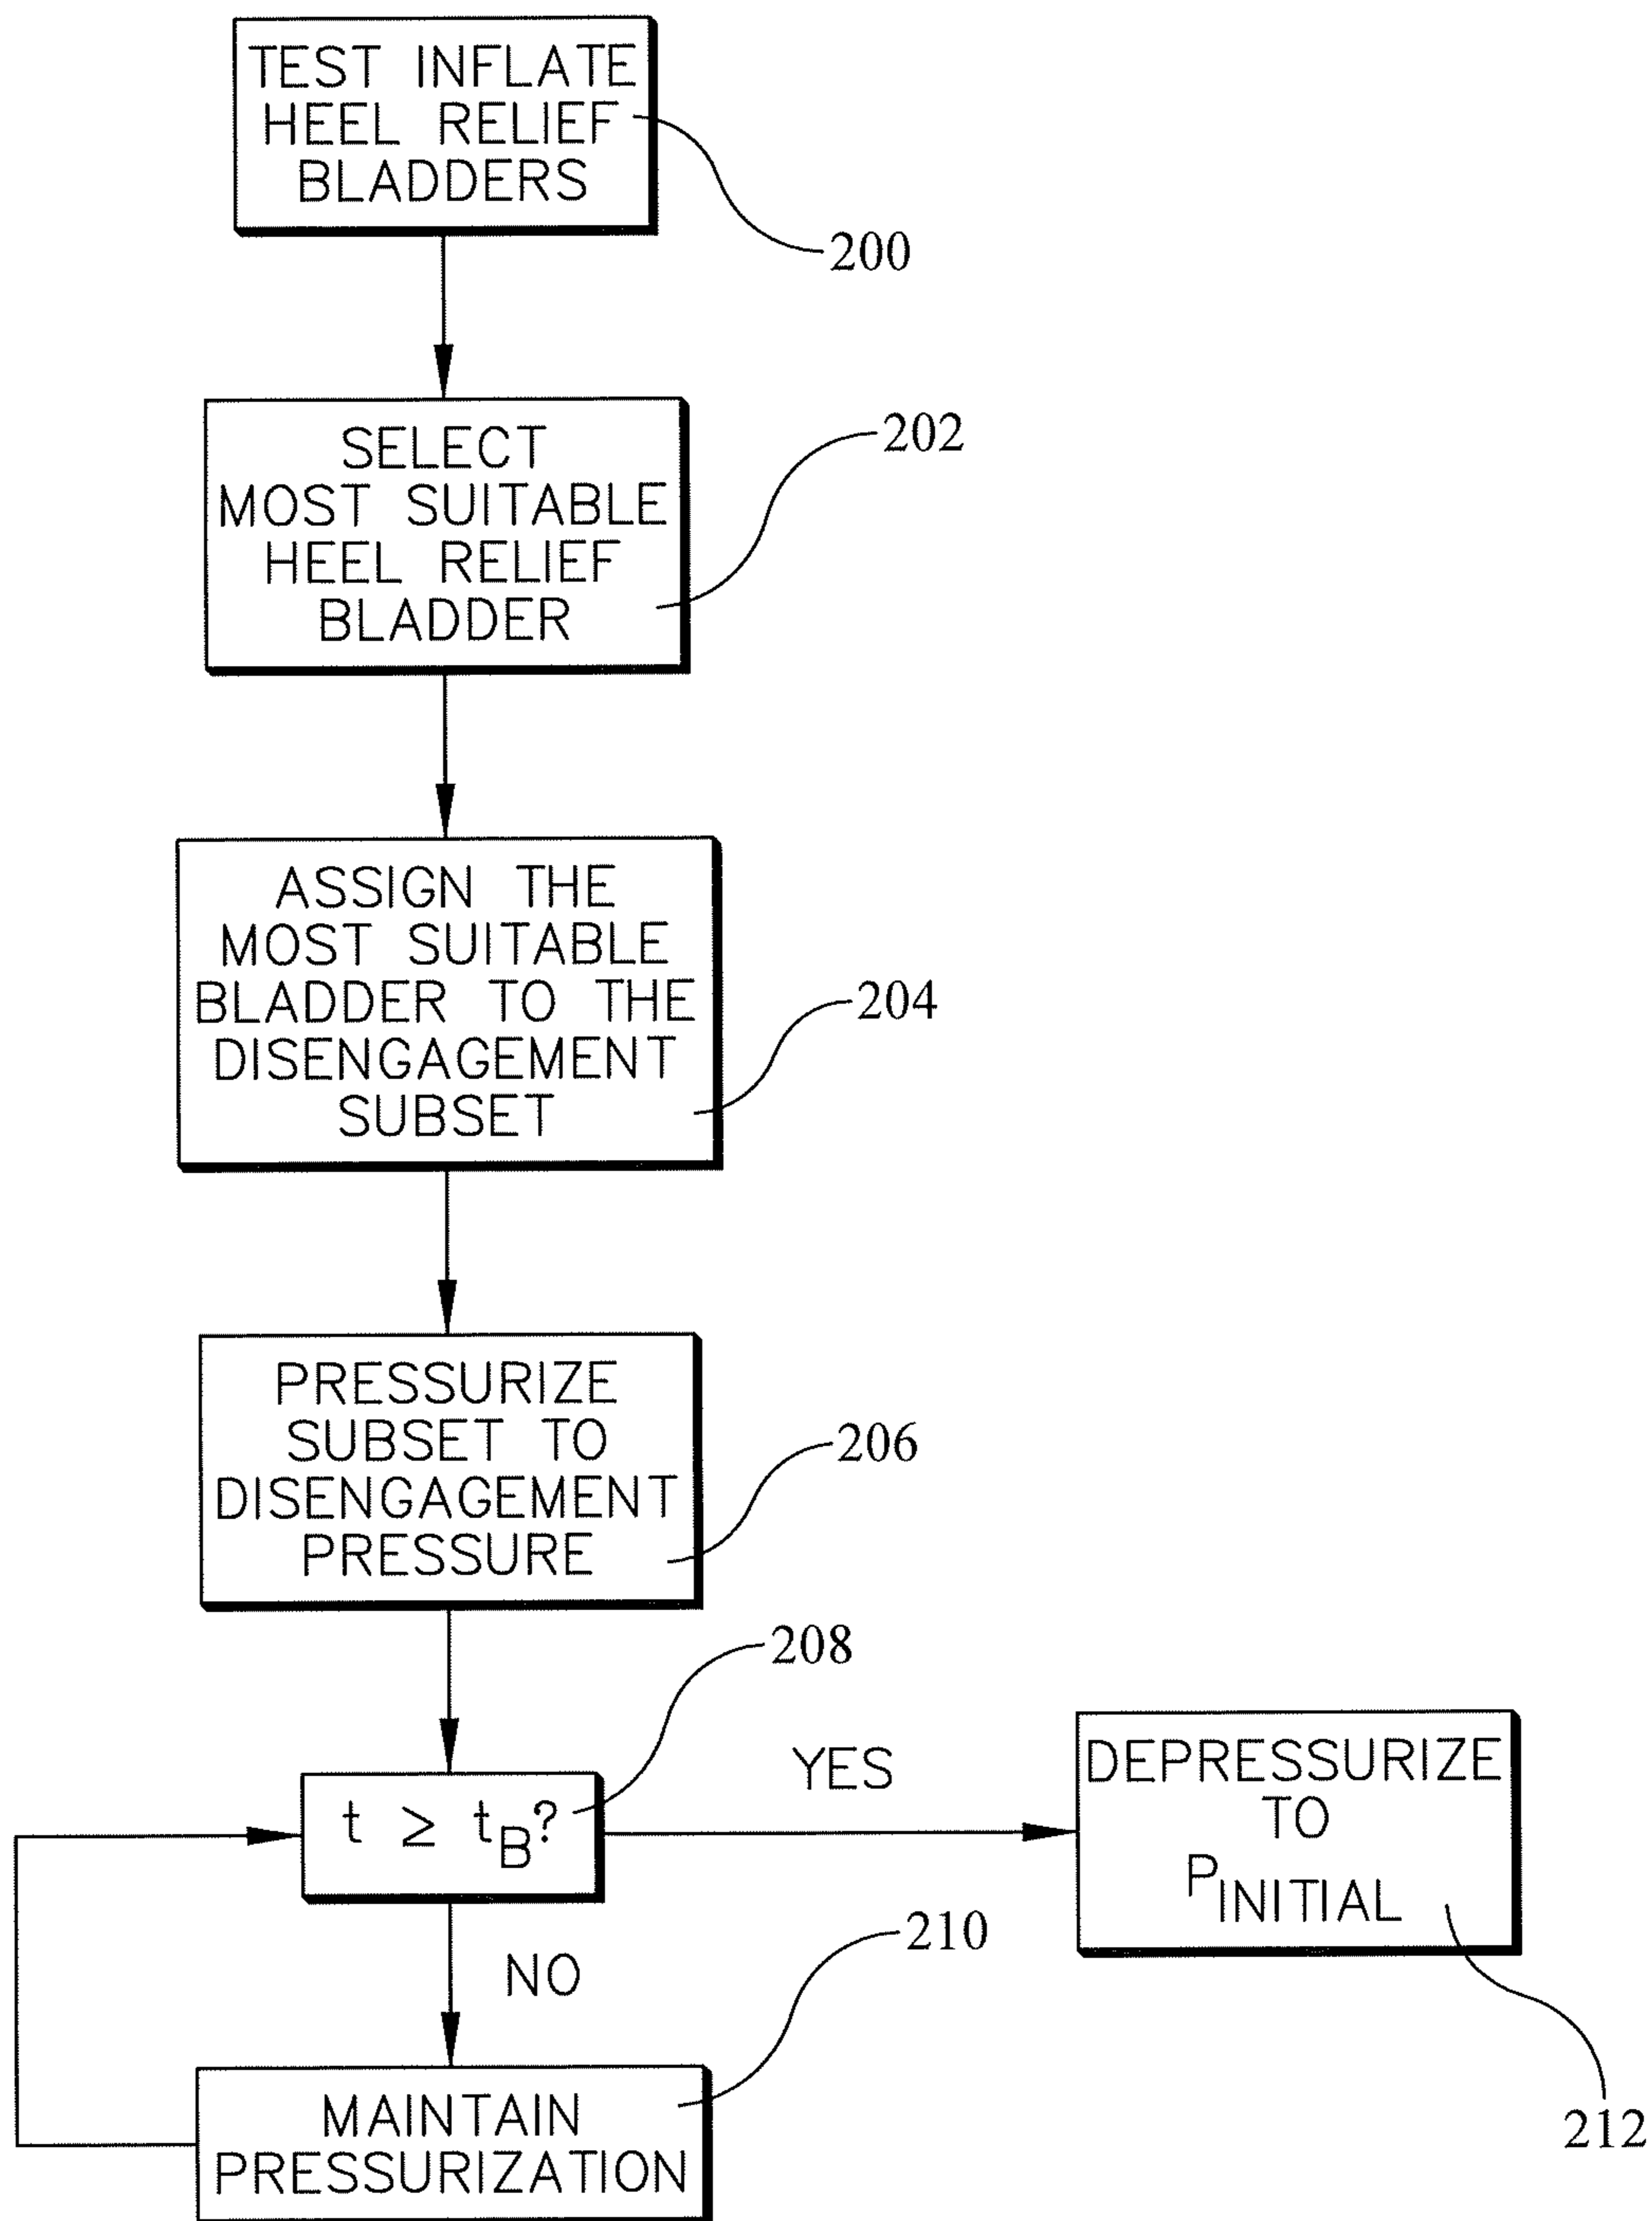 TEST INFLATE
HEEL RELIEF
BLADDERS
200
SELECT
MOST SUITABLE
HEEL RELIEF
BLADDER
202
ASSIGN THE
MOST SUITABLE
BLADDER TO THE
DISENGAGEMENT
SUBSET
204
PRESSURIZE
SUBSET TO
DISENGAGEMENT
PRESSURE
206
208
t ≥ tB?
YES
DEPRESSURIZE
TO
PINITIAL
212
NO
210
MAINTAIN
PRESSURIZATION